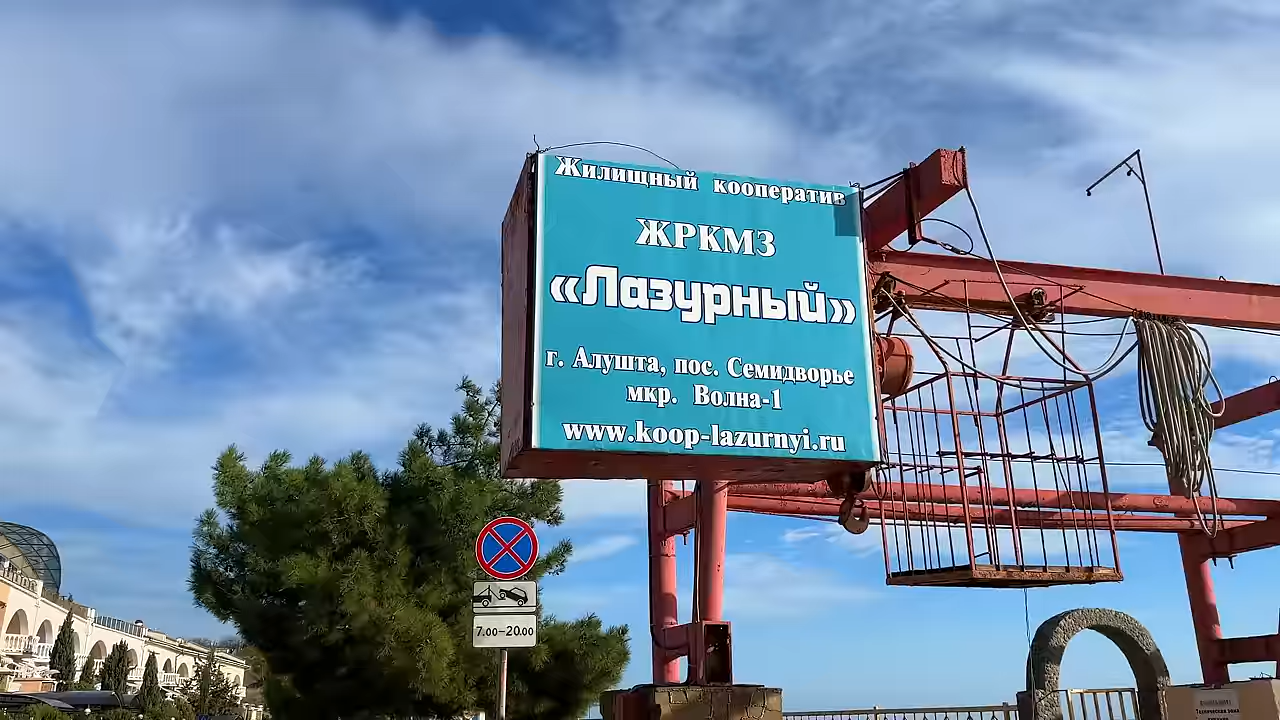 Жилищный кооператив
ЖРКМЗ
«Лазурный»
г. Алушта, пос. Семидворье
мкр. Волна-1
www.koop-lazurnyi.ru
7.00-20.00